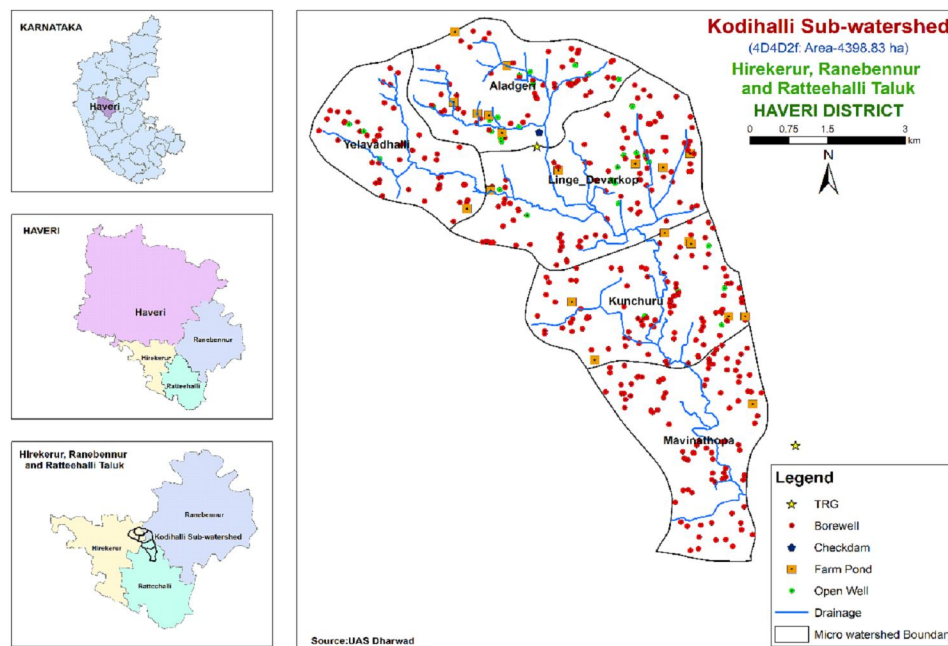 KARNATAKA
Haveri
HAVERI
Haveri
Ranebennur
Hirekerur
Ratteehalli
Hirekerur, Ranebennur
and Ratteehalli Taluk
Ranebennur
Kodihalli Sub-watershed
Hirekerur
Ratteehalli
Kodihalli Sub-watershed
(4D4D2f: Area-4398.83 ha)
Hirekerur, Ranebennur
and Ratteehalli Taluk
HAVERI DISTRICT
0 0.75 1.5 3
km
N
Aladgeri
Yelavadhalli
Linge_Devarkop
Kunchuru
Mavinathopa
Legend
TRG
Borewell
Checkdam
Farm Pond
Open Well
Drainage
Micro watershed Boundar
Source:UAS Dharwad